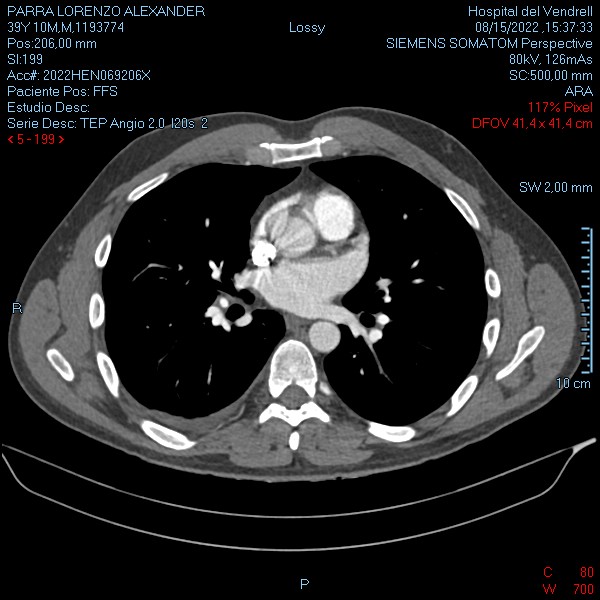 PARRA LORENZO ALEXANDER
39Y 10M,M,1193774
Pos:206,00 mm
SI:199
Acc#: 2022HEN069206X
Paciente Pos: FFS
Estudio Desc:
Serie Desc: TEP Angio 2.0 I20s 2
< 5 - 199 >
Lossy
Hospital del Vendrell
08/15/2022 ,15:37:33
SIEMENS SOMATOM Perspective
80kV, 126mAs
SC:500,00 mm
ARA
117% Pixel
DFOV 41,4 x 41,4 cm
SW 2,00 mm
R
10 cm
P
C 80
W 700